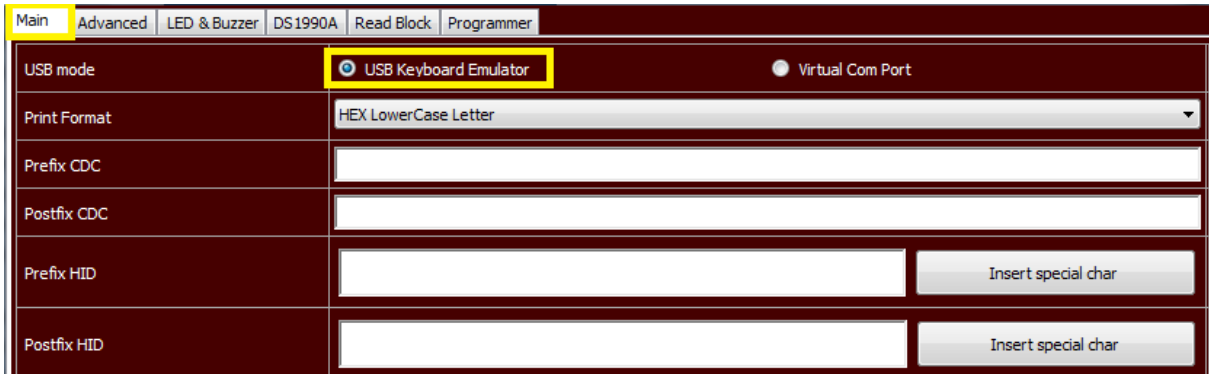 Main Advanced LED & Buzzer DS1990A Read Block Programmer
USB mode USB Keyboard Emulator Virtual Com Port
Print Format HEX LowerCase Letter
Prefix CDC
Postfix CDC
Prefix HID Insert special char
Postfix HID Insert special char